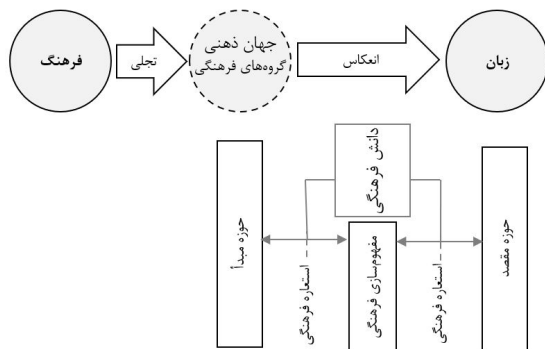 فرهنگ
تجلی
جهان ذهنی
گروه‌های فرهنگی
انعکاس
زبان
دانش فرهنگی
حوزه مقصد
استعاره فرهنگی
مفهوم‌سازی فرهنگی
استعاره فرهنگی
حوزه مبدأ